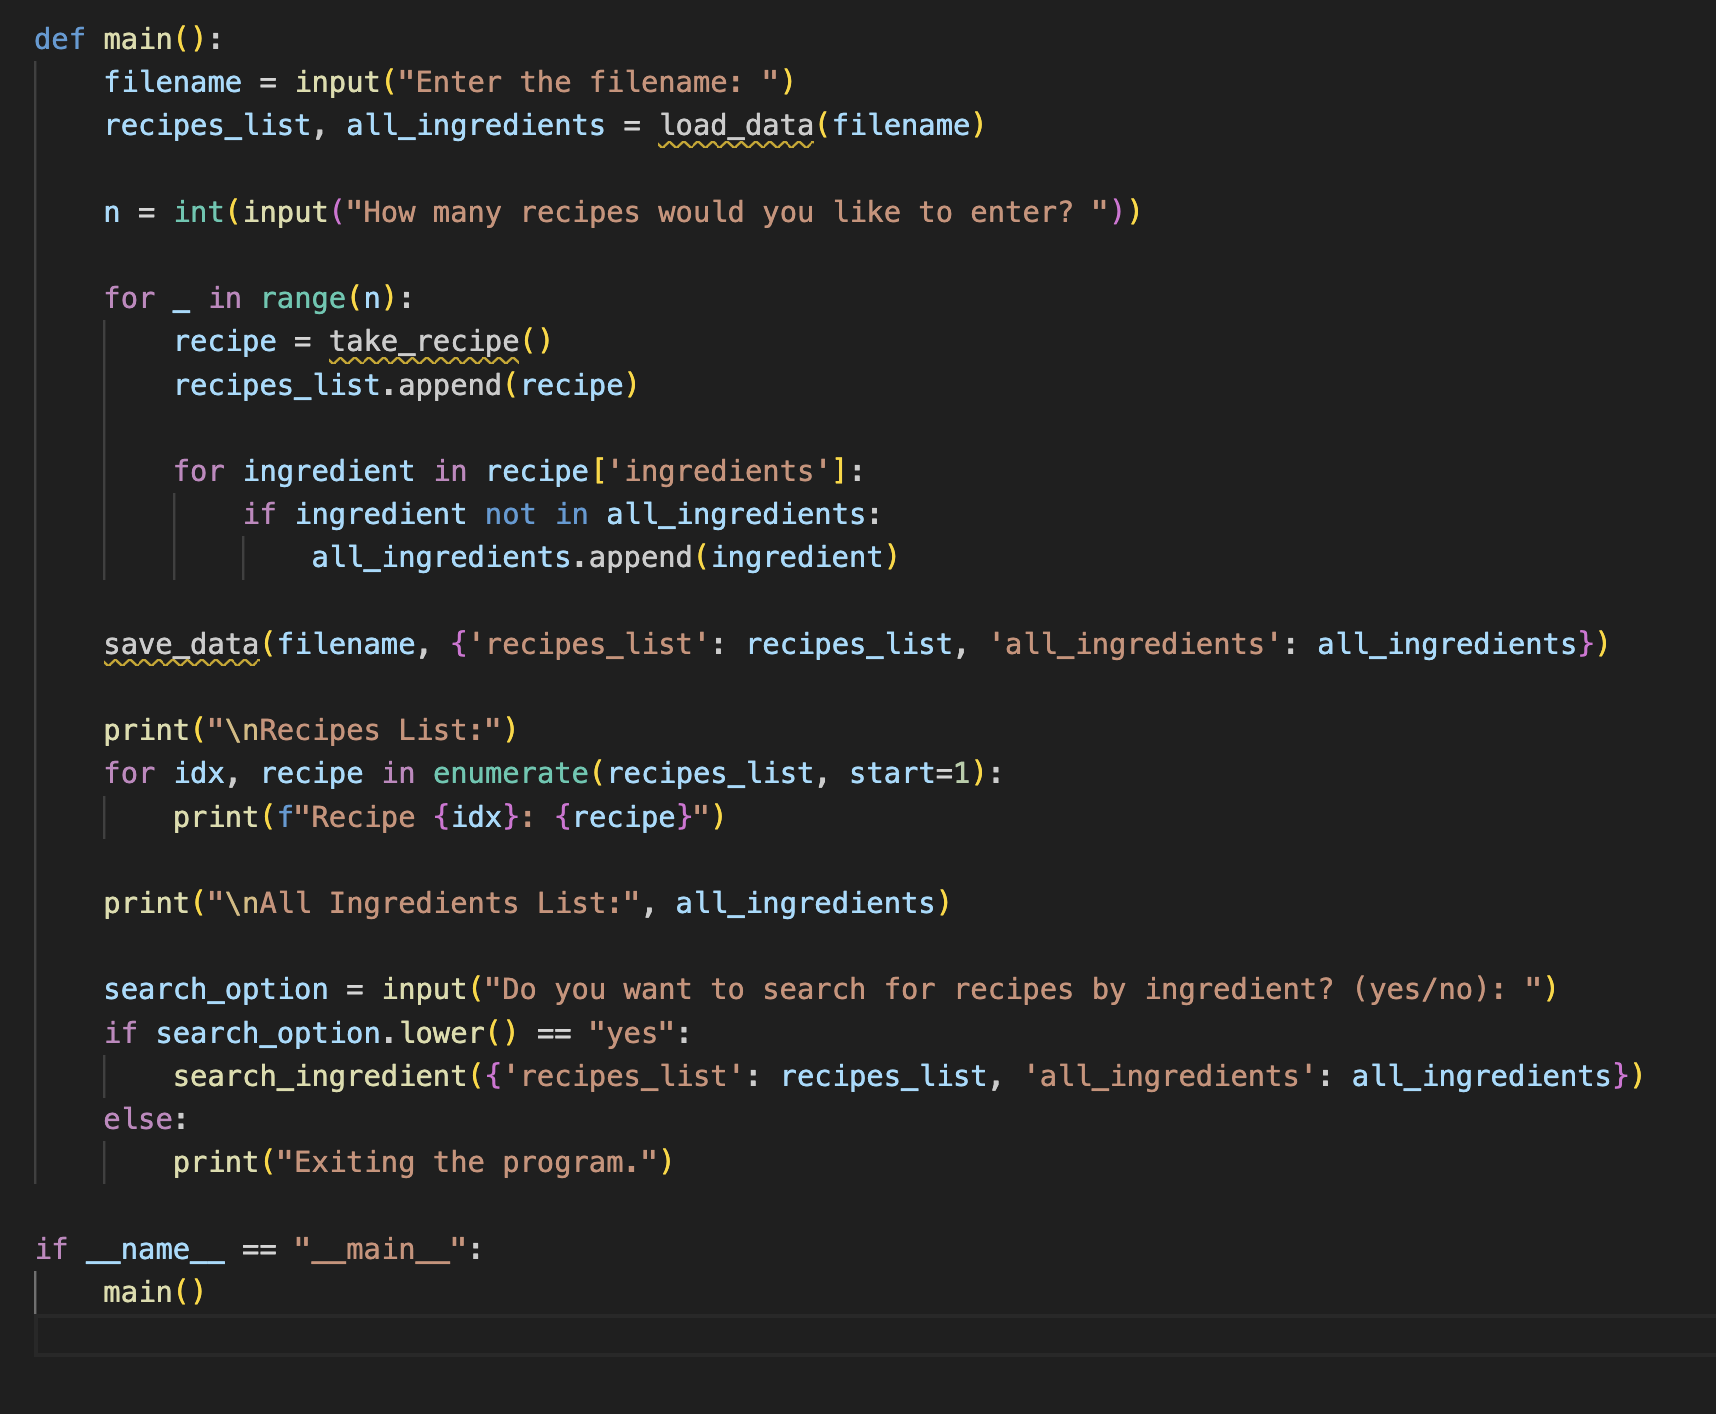 def main():
    filename = input("Enter the filename: ")
    recipes_list, all_ingredients = load_data(filename)

    n = int(input("How many recipes would you like to enter? "))

    for _ in range(n):
        recipe = take_recipe()
        recipes_list.append(recipe)

        for ingredient in recipe['ingredients']:
            if ingredient not in all_ingredients:
                all_ingredients.append(ingredient)

    save_data(filename, {'recipes_list': recipes_list, 'all_ingredients': all_ingredients})

    print("\nRecipes List:")
    for idx, recipe in enumerate(recipes_list, start=1):
        print(f"Recipe {idx}: {recipe}")

    print("\nAll Ingredients List:", all_ingredients)

    search_option = input("Do you want to search for recipes by ingredient? (yes/no): ")
    if search_option.lower() == "yes":
        search_ingredient({'recipes_list': recipes_list, 'all_ingredients': all_ingredients})
    else:
        print("Exiting the program.")

if __name__ == "__main__":
    main()